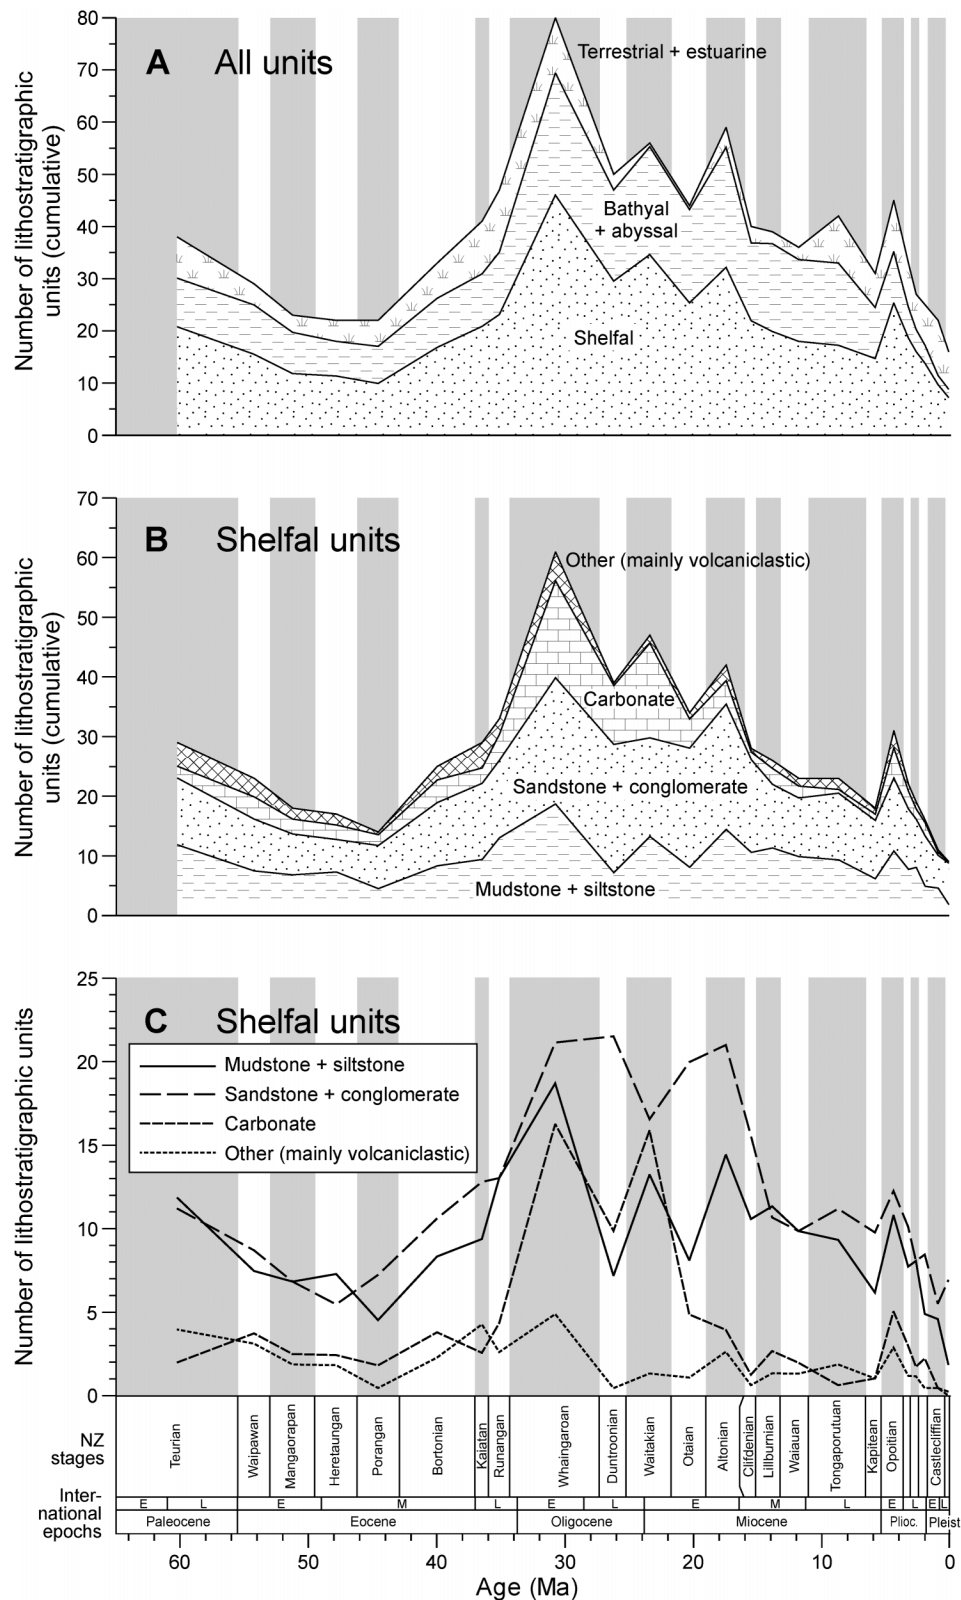 A All units
80
70
60
50
40
30
20
10
0
Number of lithostratigraphic
units (cumulative)
Terrestrial + estuarine
Bathyal
+ abyssal
Shelfal
B Shelfal units
70
60
50
40
30
20
10
0
Number of lithostratigraphic
units (cumulative)
Other (mainly volcaniclastic)
Carbonate
Sandstone + conglomerate
Mudstone + siltstone
C Shelfal units
25
20
15
10
5
0
Number of lithostratigraphic units
Mudstone + siltstone
Sandstone + conglomerate
Carbonate
Other (mainly volcaniclastic)
NZ
stages
Teurian
Waipawan
Mangaorapan
Heretaungan
Porangan
Bortonian
Kaiatan
Runangan
Whaingaroan
Duntroonian
Waitakian
Otaian
Altonian
Clifdenian
Lillburnian
Waiauan
Tongaporutuan
Kapitean
Opoitian
Castlecliffian
Inter-
national
epochs
E L E M L E L E M L E L E L
Paleocene Eocene Oligocene Miocene Plioc. Pleist
60 50 40 30 20 10 0
Age (Ma)